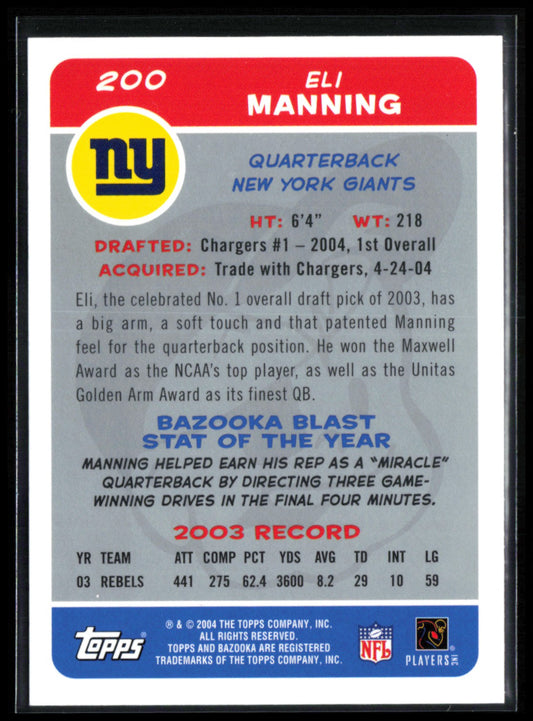 200
ELI
MANNING
ny
QUARTERBACK
NEW YORK GIANTS
HT: 6'4" WT: 218
DRAFTED: Chargers #1 – 2004, 1st Overall
ACQUIRED: Trade with Chargers, 4-24-04
Eli, the celebrated No. 1 overall draft pick of 2003, has
a big arm, a soft touch and that patented Manning
feel for the quarterback position. He won the Maxwell
Award as the NCAA's top player, as well as the Unitas
Golden Arm Award as its finest QB.
BAZOOKA BLAST
STAT OF THE YEAR
MANNING HELPED EARN HIS REP AS A "MIRACLE"
QUARTERBACK BY DIRECTING THREE GAME-
WINNING DRIVES IN THE FINAL FOUR MINUTES.
2003 RECORD
YR TEAM ATT COMP PCT YDS AVG TD INT LG
03 REBELS 441 275 62.4 3600 8.2 29 10 59
® & © 2004 THE TOPPS COMPANY, INC.
ALL RIGHTS RESERVED.
TOPPS AND BAZOOKA ARE REGISTERED
TRADEMARKS OF THE TOPPS COMPANY, INC.
Topps®
NFL
PLAYERS INC